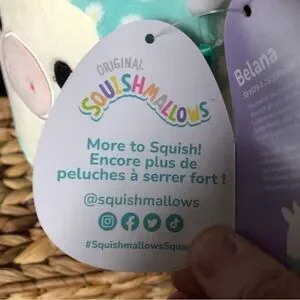 ORIGINAL
SQUISHMALLOWS
More to Squish!
Encore plus de
peluches à serrer fort !
@squishmallows
#SquishmallowsSqua
Belana